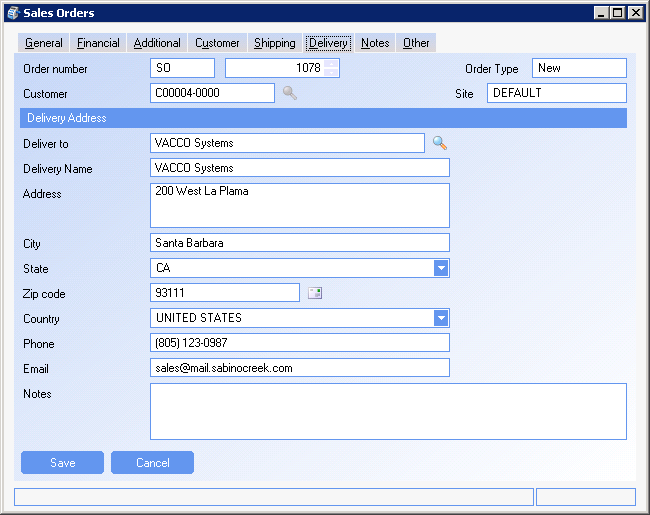 Sales Orders
General Financial Additional Customer Shipping Delivery Notes Other
Order number SO 1078 Order Type New
Customer C00004-0000 Site DEFAULT
Delivery Address
Deliver to VACCO Systems
Delivery Name VACCO Systems
Address 200 West La Plama
City Santa Barbara
State CA
Zip code 93111
Country UNITED STATES
Phone (805) 123-0987
Email sales@mail.sabinocreek.com
Notes
Save Cancel